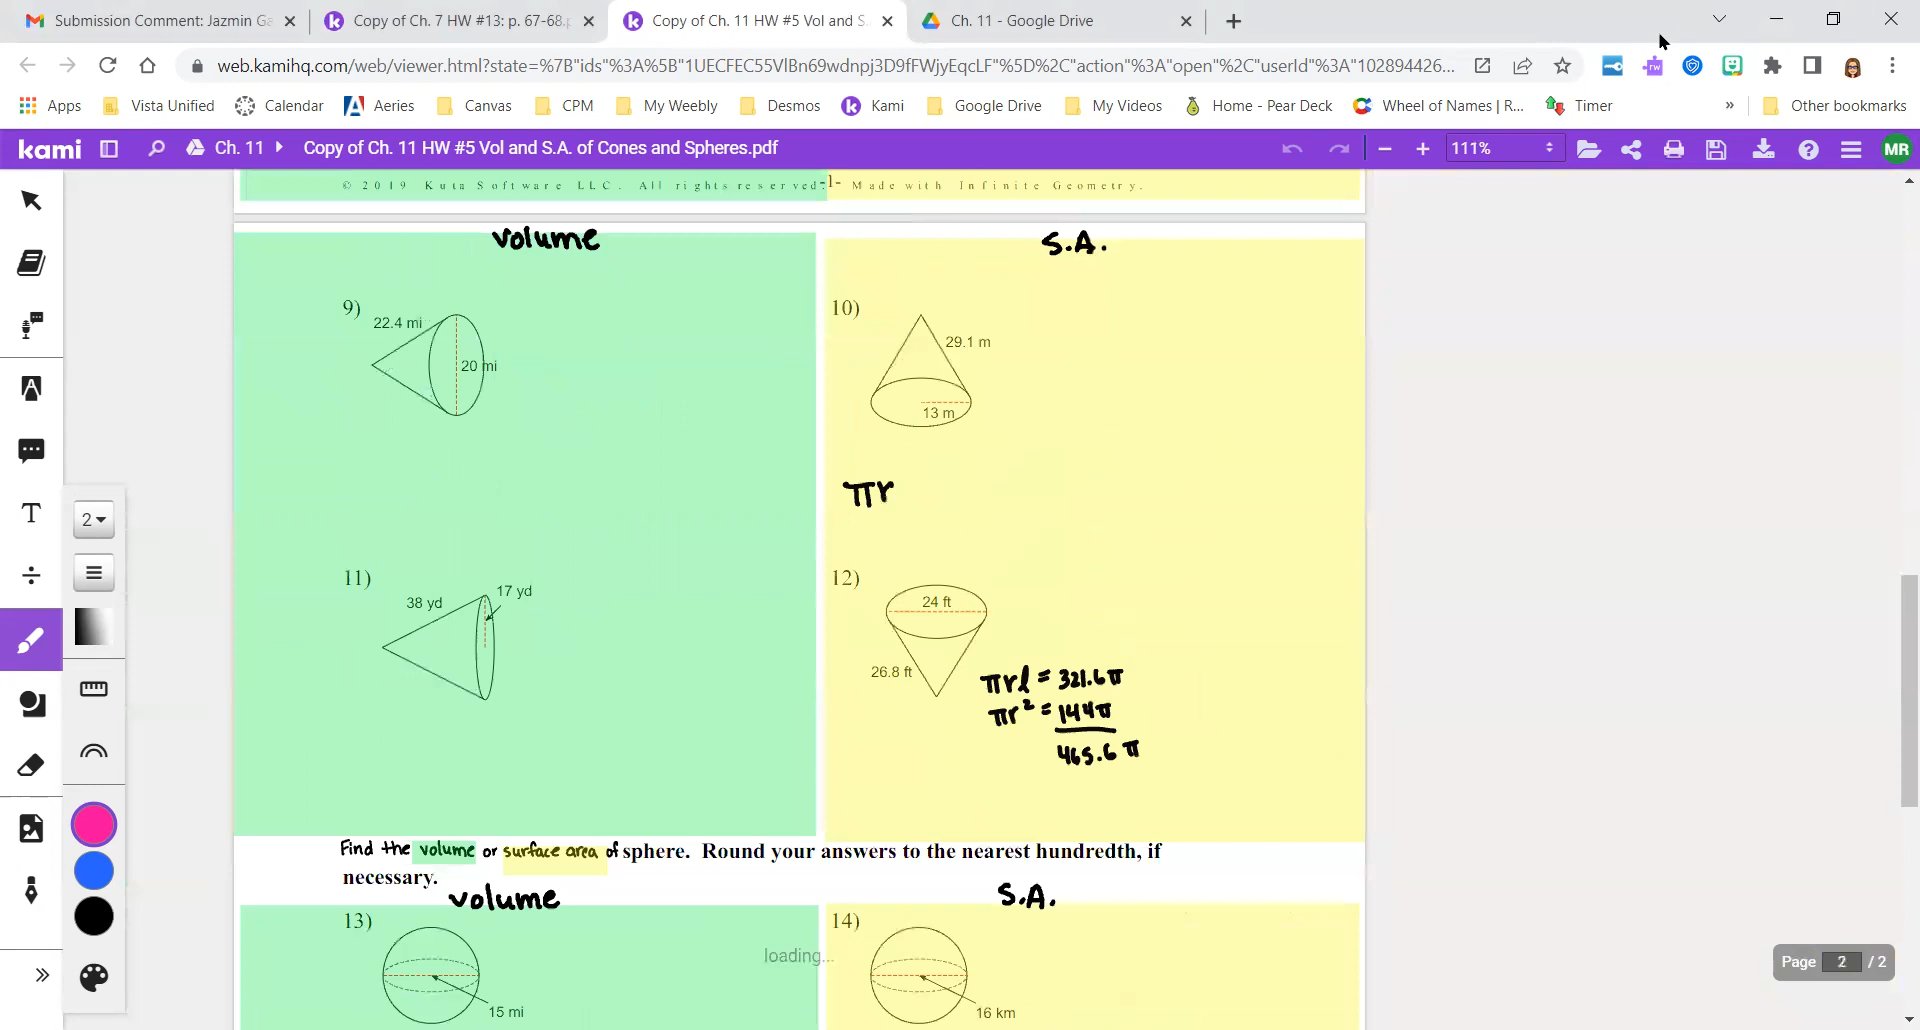 Submission Comment: Jazmin Ga
Copy of Ch. 7 HW #13: p. 67-68.p
Copy of Ch. 11 HW #5 Vol and S.
Ch. 11 - Google Drive
web.kamihq.com/web/viewer.html?state=%7B"ids"%3A%5B"1UECFEC55VlBn69wdnpj3D9fFWjyEqcLF"%5D%2C"action"%3A"open"%2C"userId"%3A"102894426...
Apps
Vista Unified
Calendar
Aeries
Canvas
CPM
My Weebly
Desmos
Kami
Google Drive
My Videos
Home - Pear Deck
Wheel of Names | R...
Timer
»
Other bookmarks
kami
Ch. 11
Copy of Ch. 11 HW #5 Vol and S.A. of Cones and Spheres.pdf
111%
MR
© 2019 Kuta Software LLC. All rights reserved. -1- Made with Infinite Geometry.
volume
S.A.
9)
22.4 mi
20 mi
10)
29.1 m
13 m
πr
11)
38 yd
17 yd
12)
24 ft
26.8 ft
πrl = 321.6π
πr² = 144π
465.6 π
Find the volume or surface area of sphere. Round your answers to the nearest hundredth, if
necessary.
volume
S.A.
13)
15 mi
14)
16 km
loading...
2
Page 2 / 2